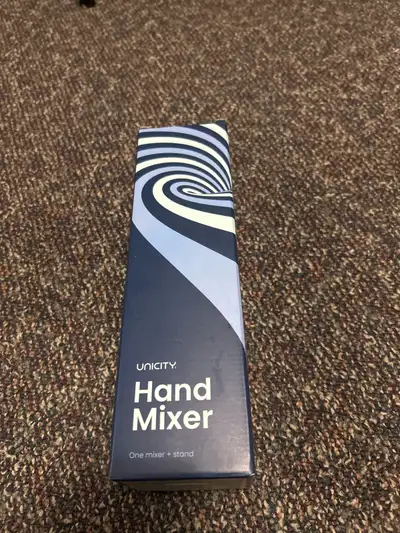 UNICITY
Hand
Mixer
One mixer + stand